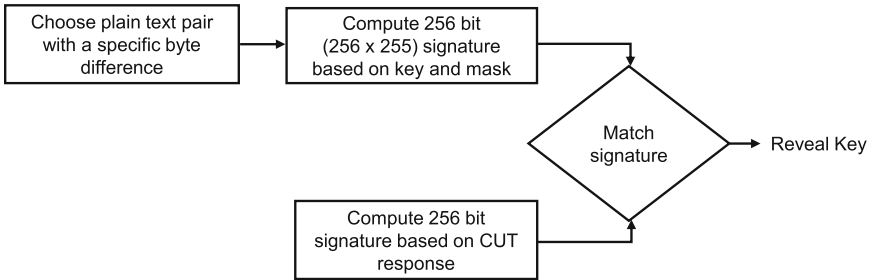 Choose plain text pair
with a specific byte
difference
Compute 256 bit
(256 x 255) signature
based on key and mask
Match
signature
Reveal Key
Compute 256 bit
signature based on CUT
response